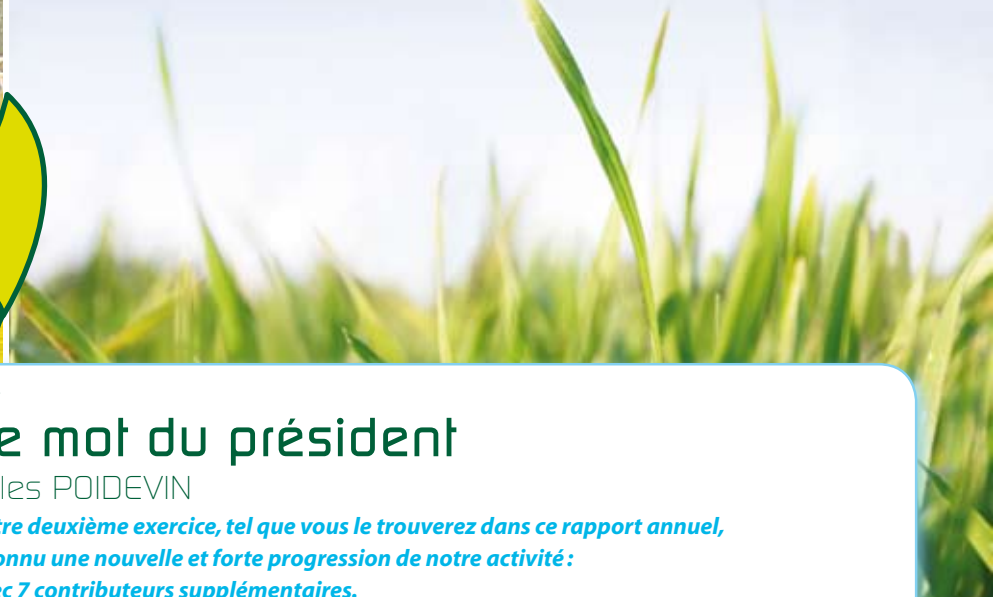 e mot du président
les POIDEVIN
tre deuxième exercice, tel que vous le trouverez dans ce rapport annuel,
onnu une nouvelle et forte progression de notre activité :
ec 7 contributeurs supplémentaires.